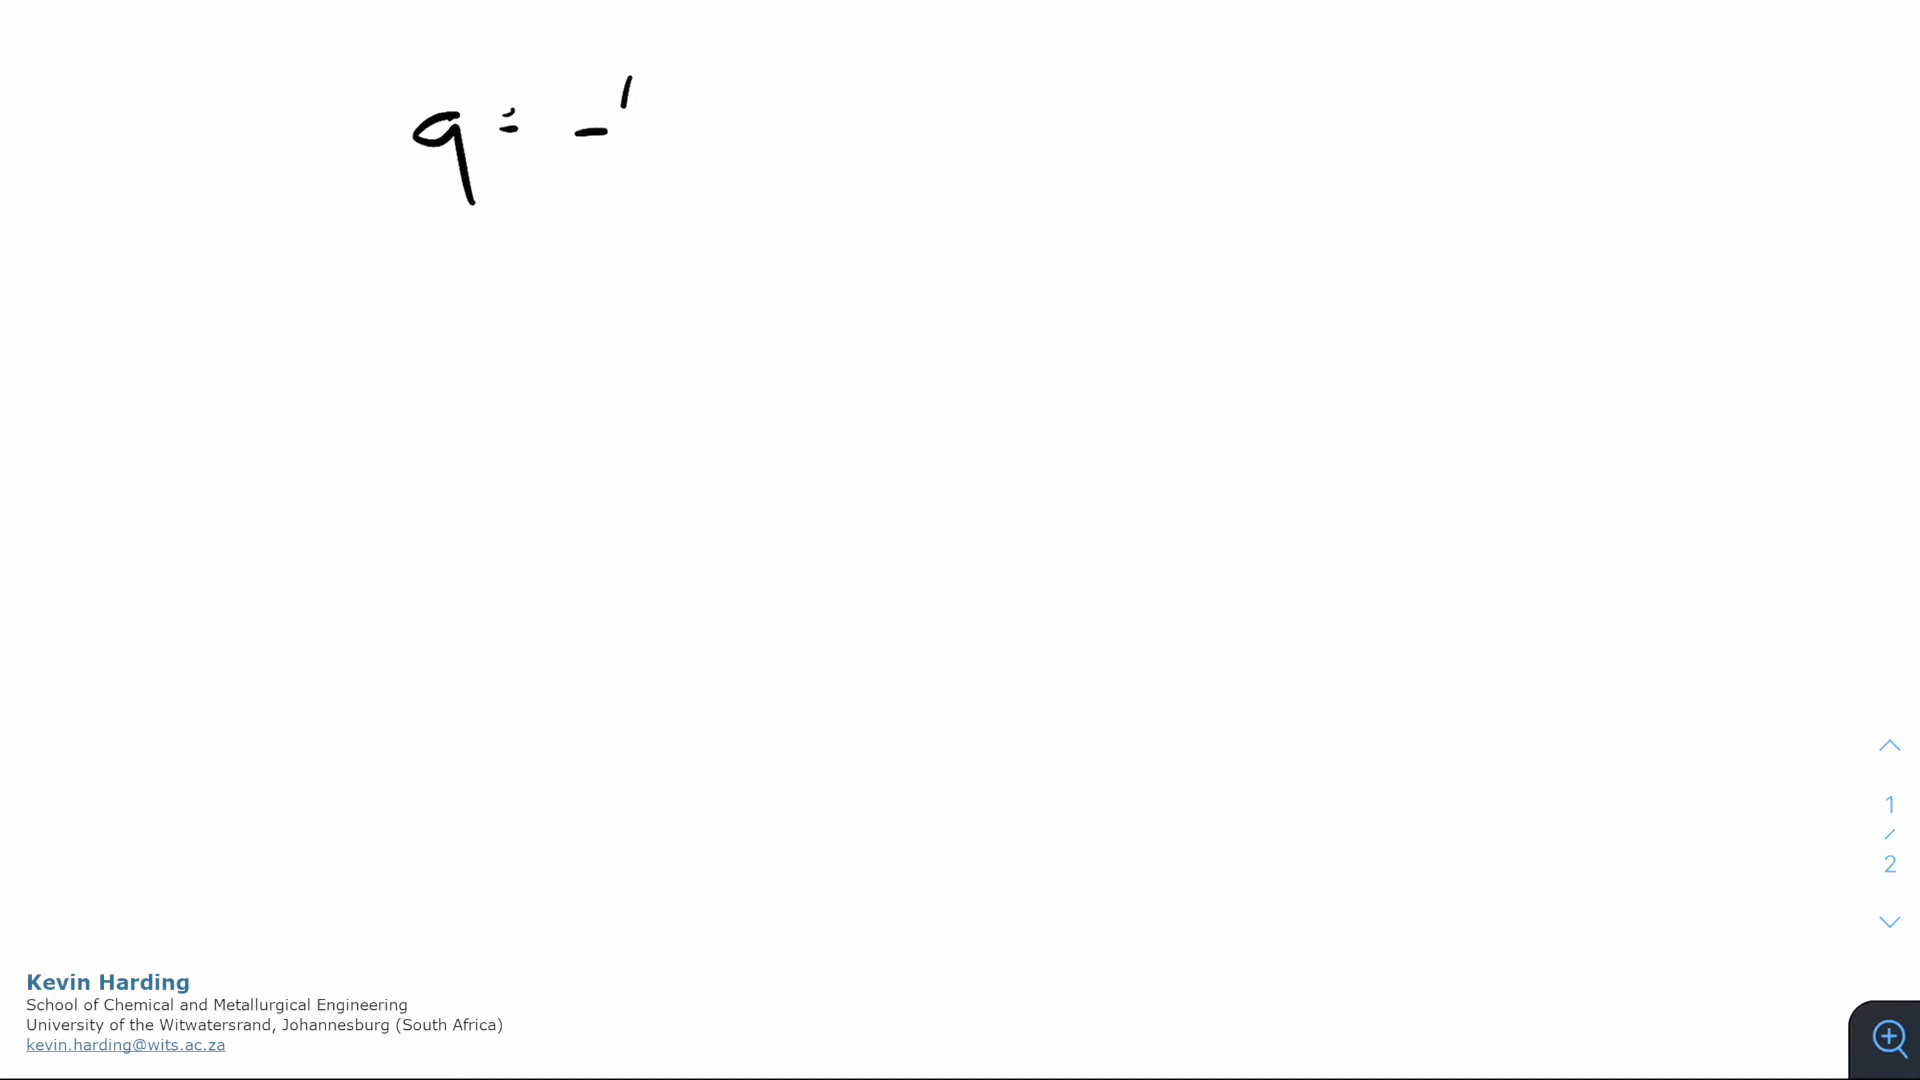 q = -
1
/
2
Kevin Harding
School of Chemical and Metallurgical Engineering
University of the Witwatersrand, Johannesburg (South Africa)
kevin.harding@wits.ac.za